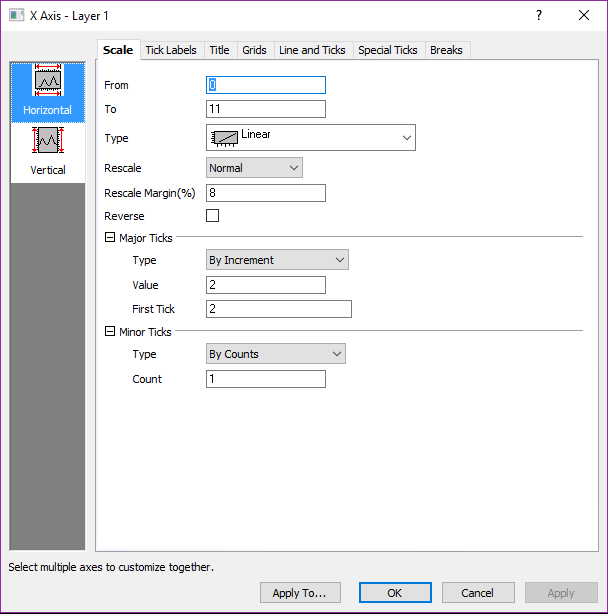 X Axis - Layer 1
?
Scale Tick Labels Title Grids Line and Ticks Special Ticks Breaks
Horizontal
Vertical
From 0
To 11
Type Linear
Rescale Normal
Rescale Margin(%) 8
Reverse
Major Ticks
Type By Increment
Value 2
First Tick 2
Minor Ticks
Type By Counts
Count 1
Select multiple axes to customize together.
Apply To... OK Cancel Apply